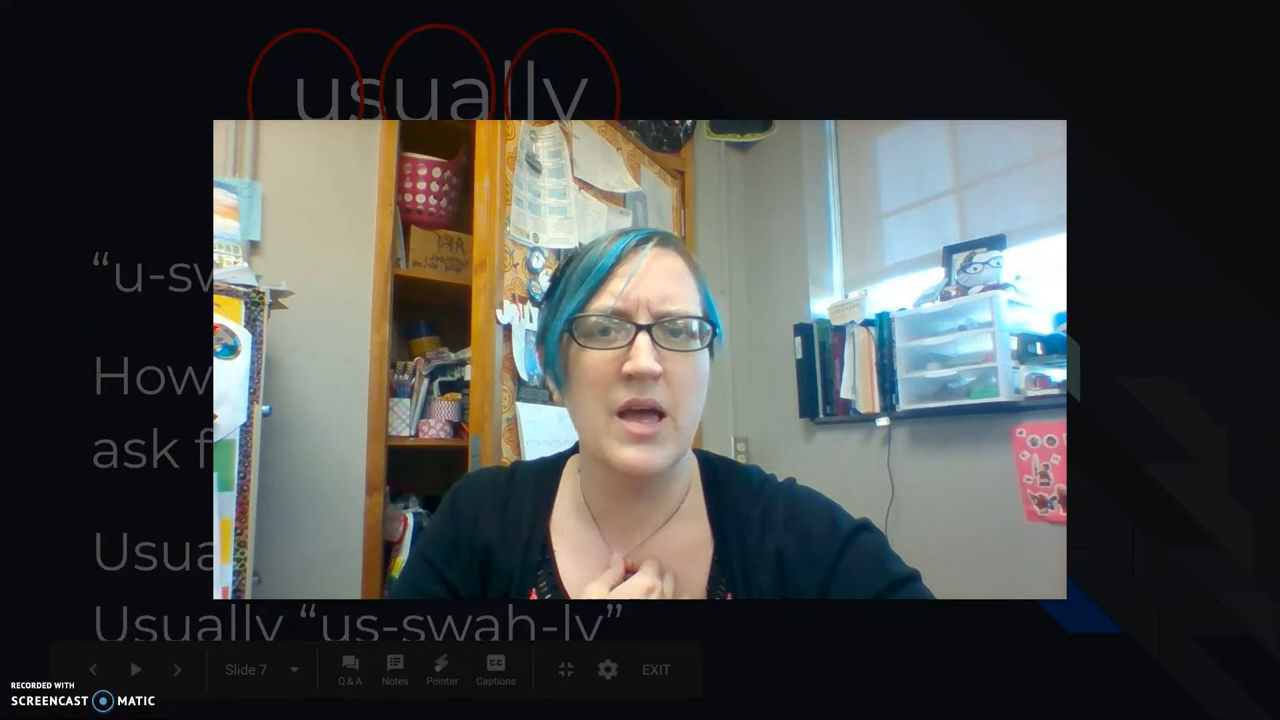 usually
“u-sw
How
ask f
Usua
Usually “us-swah-ly”
Slide 7
Q & A
Notes
Pointer
Captions
EXIT
RECORDED WITH
SCREENCAST MATIC